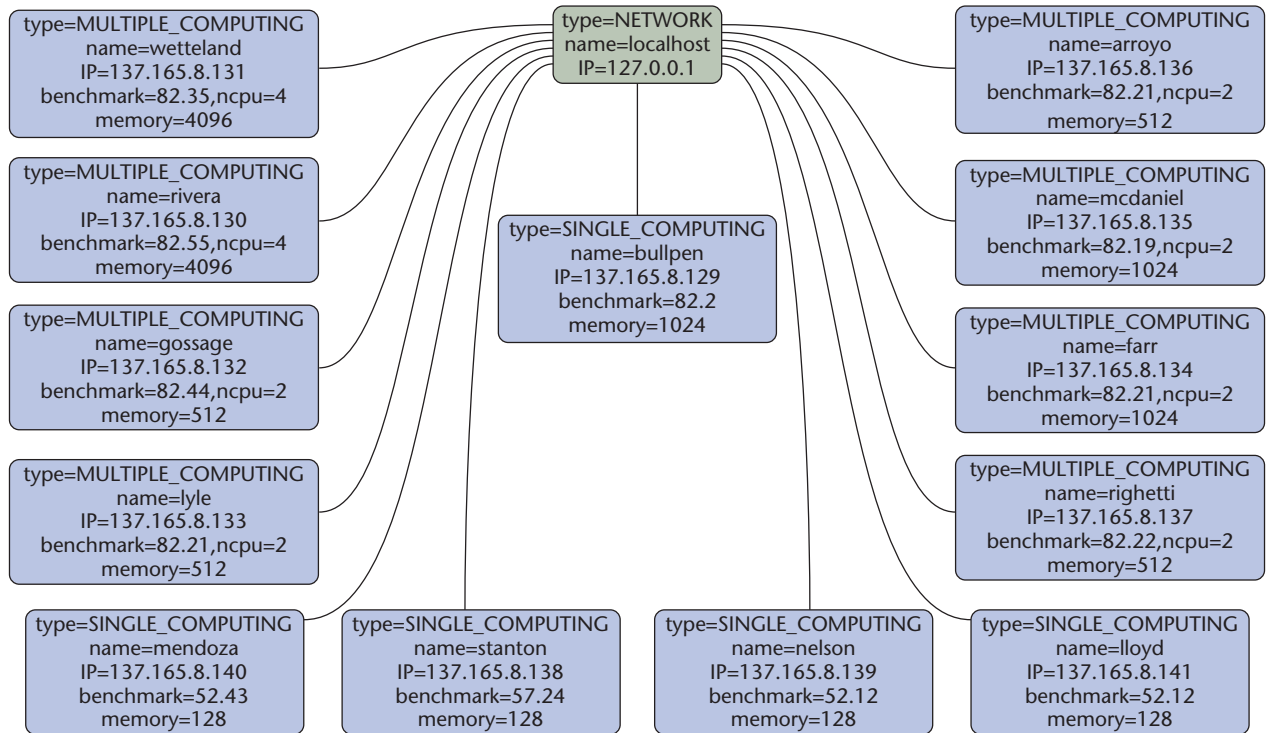 type=NETWORK
name=localhost
IP=127.0.0.1
type=MULTIPLE_COMPUTING
name=wetteland
IP=137.165.8.131
benchmark=82.35,ncpu=4
memory=4096
type=MULTIPLE_COMPUTING
name=rivera
IP=137.165.8.130
benchmark=82.55,ncpu=4
memory=4096
type=MULTIPLE_COMPUTING
name=gossage
IP=137.165.8.132
benchmark=82.44,ncpu=2
memory=512
type=MULTIPLE_COMPUTING
name=lyle
IP=137.165.8.133
benchmark=82.21,ncpu=2
memory=512
type=SINGLE_COMPUTING
name=bullpen
IP=137.165.8.129
benchmark=82.2
memory=1024
type=MULTIPLE_COMPUTING
name=arroyo
IP=137.165.8.136
benchmark=82.21,ncpu=2
memory=512
type=MULTIPLE_COMPUTING
name=mcdaniel
IP=137.165.8.135
benchmark=82.19,ncpu=2
memory=1024
type=MULTIPLE_COMPUTING
name=farr
IP=137.165.8.134
benchmark=82.21,ncpu=2
memory=1024
type=MULTIPLE_COMPUTING
name=righetti
IP=137.165.8.137
benchmark=82.22,ncpu=2
memory=512
type=SINGLE_COMPUTING
name=mendoza
IP=137.165.8.140
benchmark=52.43
memory=128
type=SINGLE_COMPUTING
name=stanton
IP=137.165.8.138
benchmark=57.24
memory=128
type=SINGLE_COMPUTING
name=nelson
IP=137.165.8.139
benchmark=52.12
memory=128
type=SINGLE_COMPUTING
name=lloyd
IP=137.165.8.141
benchmark=52.12
memory=128